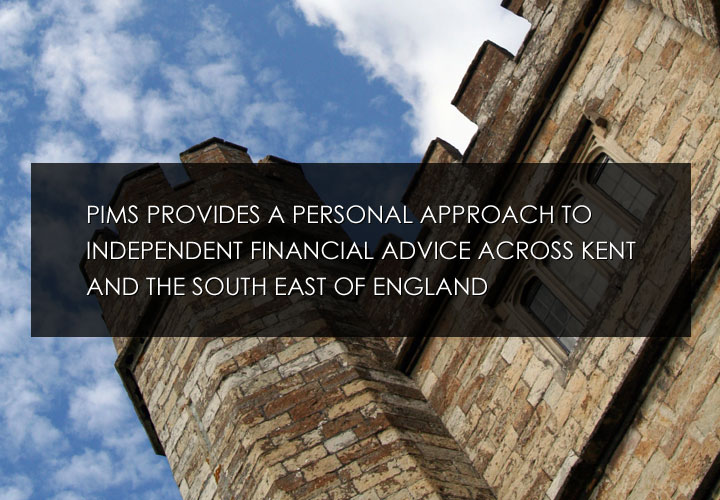 PIMS PROVIDES A PERSONAL APPROACH TO
INDEPENDENT FINANCIAL ADVICE ACROSS KENT
AND THE SOUTH EAST OF ENGLAND